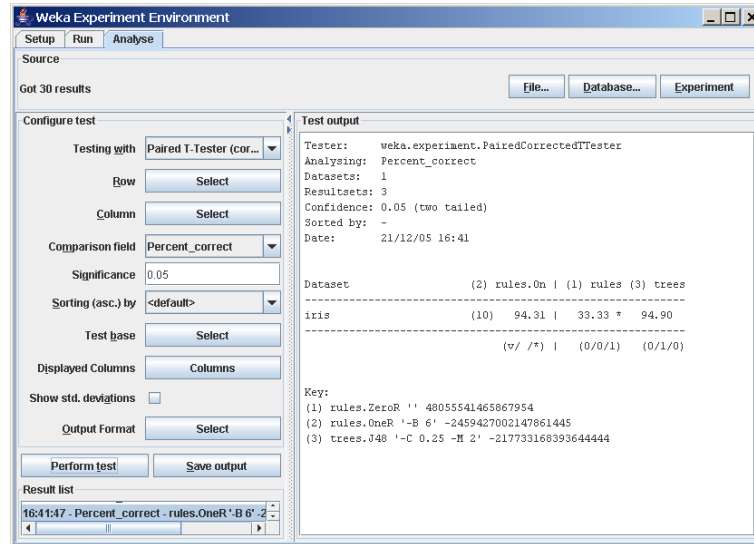 Weka Experiment Environment
Setup Run Analyse
Source
Got 30 results
File... Database... Experiment
Configure test
Testing with Paired T-Tester (cor...
Row Select
Column Select
Comparison field Percent_correct
Significance 0.05
Sorting (asc.) by <default>
Test base Select
Displayed Columns Columns
Show std. deviations
Output Format Select
Perform test Save output
Result list
16:41:47 - Percent_correct - rules.OneR '-B 6' -2
Test output
Tester: weka.experiment.PairedCorrectedTTester
Analysing: Percent_correct
Datasets: 1
Resultsets: 3
Confidence: 0.05 (two tailed)
Sorted by: -
Date: 21/12/05 16:41
Dataset (2) rules.On | (1) rules (3) trees
--------------------------------------------------------------
iris (10) 94.31 | 33.33 * 94.90
--------------------------------------------------------------
(v/ /*) | (0/0/1) (0/1/0)
Key:
(1) rules.ZeroR '' 48055541465867954
(2) rules.OneR '-B 6' -2459427002147861445
(3) trees.J48 '-C 0.25 -M 2' -217733168393644444